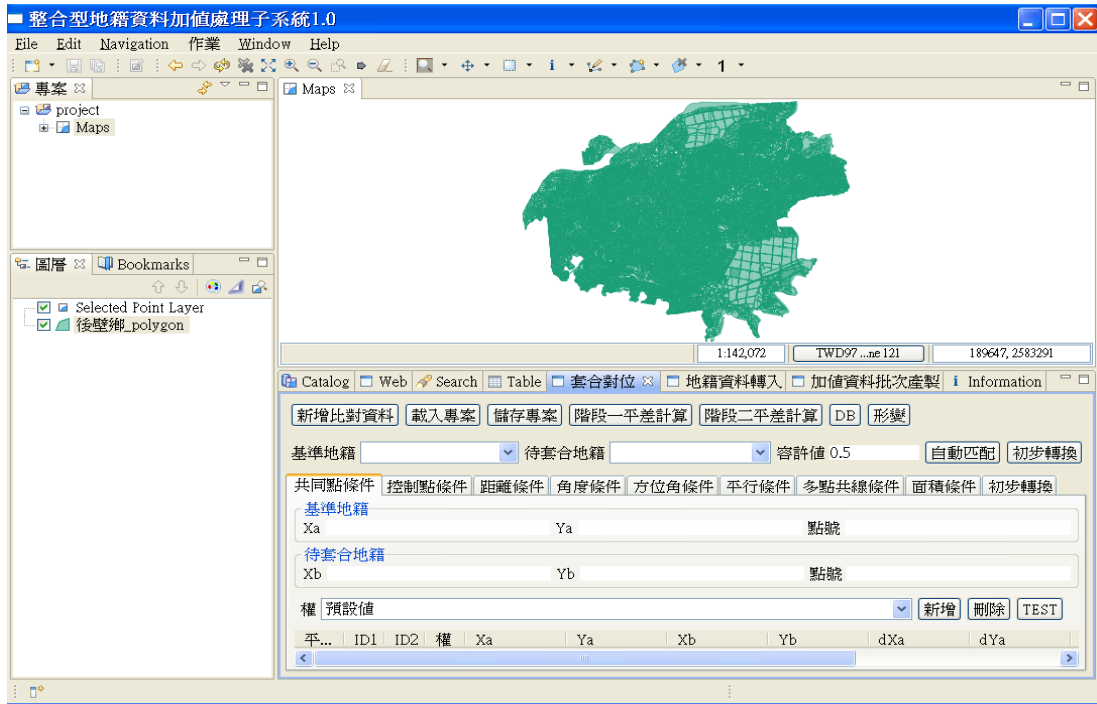 整合型地籍資料加值處理子系統1.0
File Edit Navigation 作業 Window Help
1
專案
project
Maps
Maps
圖層 Bookmarks
Selected Point Layer
後壁鄉_polygon
1:142,072 TWD97 ...ne 121 189647, 2583291
Catalog Web Search Table 套合對位 地籍資料轉入 加值資料批次產製 Information
新增比對資料 載入專案 儲存專案 階段一平差計算 階段二平差計算 DB 形變
基準地籍 待套合地籍 容許值 0.5 自動匹配 初步轉換
共同點條件 控制點條件 距離條件 角度條件 方位角條件 平行條件 多點共線條件 面積條件 初步轉換
基準地籍
Xa Ya 點號
待套合地籍
Xb Yb 點號
權 預設值 新增 刪除 TEST
平... ID1 ID2 權 Xa Ya Xb Yb dXa dYa